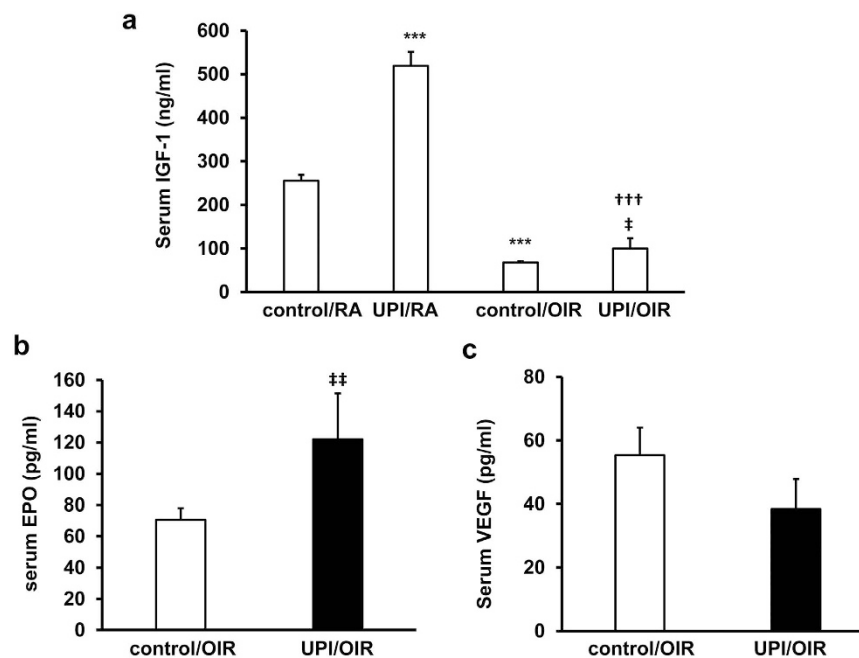 a
Serum IGF-1 (ng/ml)
600
500
400
300
200
100
0
***
***
†††
‡
control/RA UPI/RA control/OIR UPI/OIR
b
serum EPO (pg/ml)
160
140
120
100
80
60
40
20
0
‡‡
control/OIR UPI/OIR
c
Serum VEGF (pg/ml)
80
60
40
20
0
control/OIR UPI/OIR